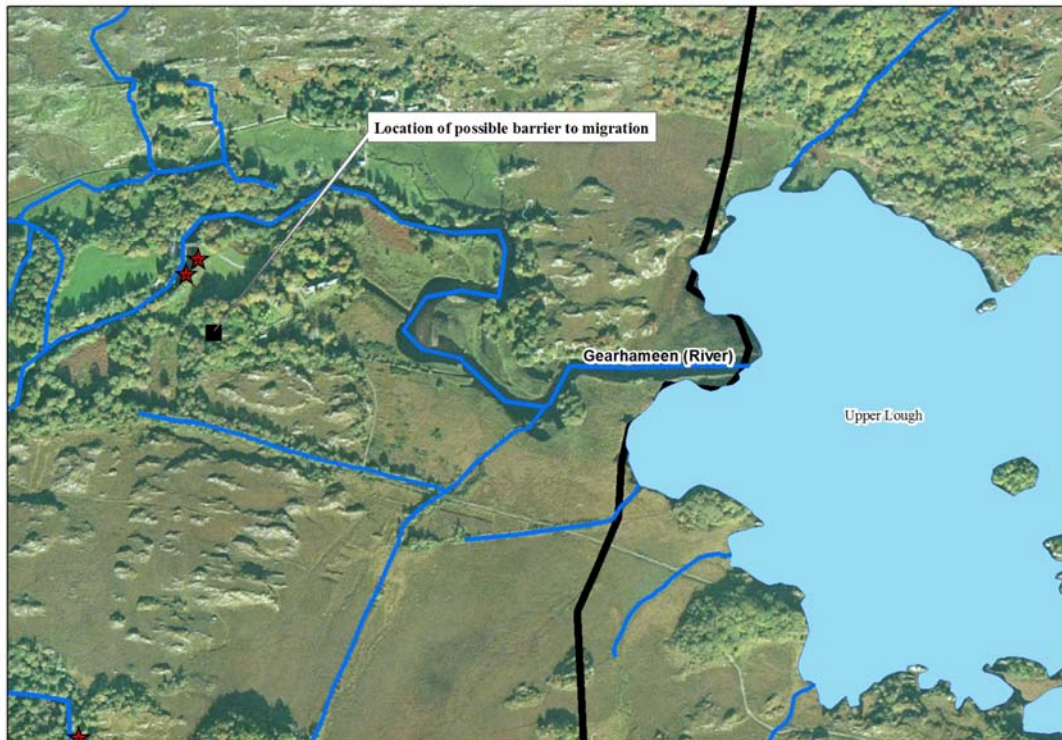 Location of possible barrier to migration
Gearhameen (River)
Upper Lough